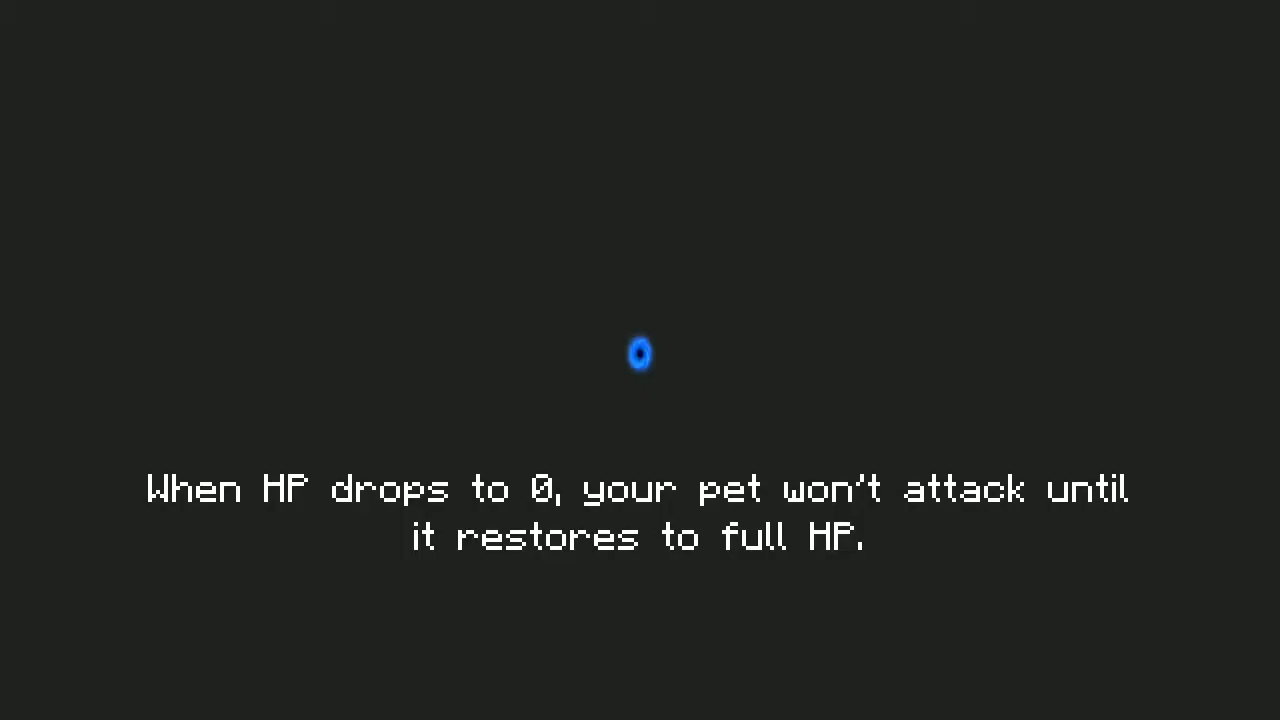 When HP drops to 0, your pet won't attack until
it restores to full HP.